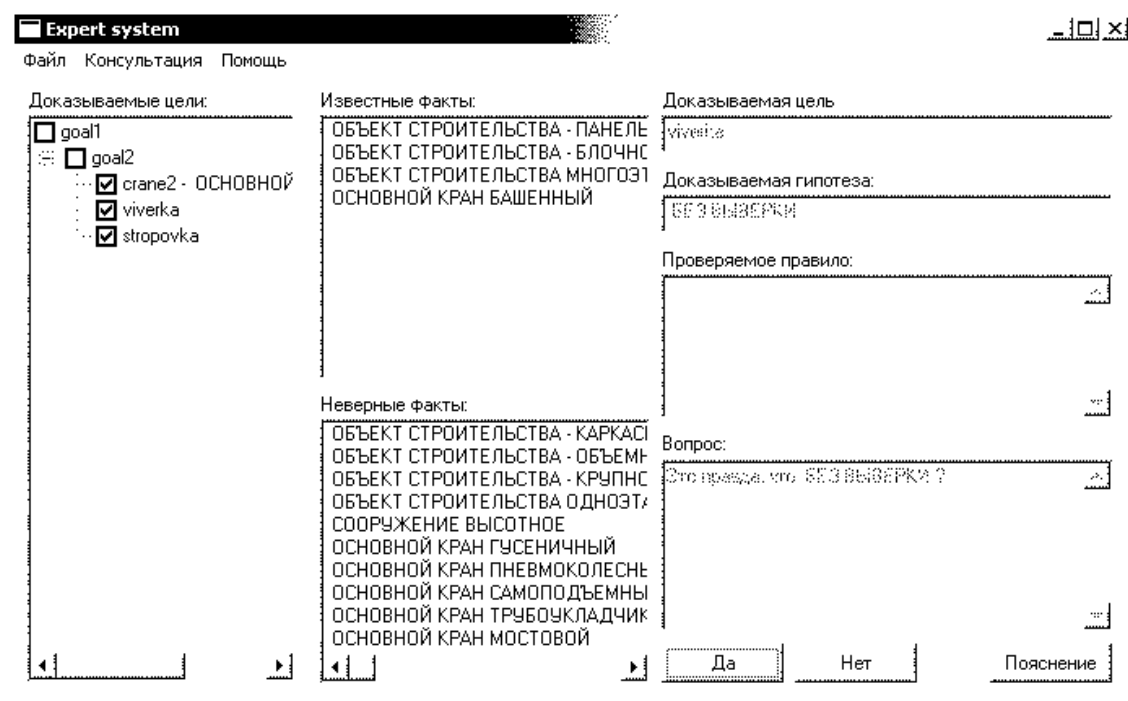 Expert system
Файл Консультация Помощь
Доказываемые цели:
goal1
goal2
crane2 - ОСНОВНОЙ
viverka
stropovka
Известные факты:
ОБЪЕКТ СТРОИТЕЛЬСТВА - ПАНЕЛЬ
ОБЪЕКТ СТРОИТЕЛЬСТВА - БЛОЧНО
ОБЪЕКТ СТРОИТЕЛЬСТВА МНОГОЭТ
ОСНОВНОЙ КРАН БАШЕННЫЙ
Неверные факты:
ОБЪЕКТ СТРОИТЕЛЬСТВА - КАРКАС
ОБЪЕКТ СТРОИТЕЛЬСТВА - ОБЪЕМН
ОБЪЕКТ СТРОИТЕЛЬСТВА - КРУПНО
ОБЪЕКТ СТРОИТЕЛЬСТВА ОДНОЭТА
СООРУЖЕНИЕ ВЫСОТНОЕ
ОСНОВНОЙ КРАН ГУСЕНИЧНЫЙ
ОСНОВНОЙ КРАН ПНЕВМОКОЛЕСНЫ
ОСНОВНОЙ КРАН САМОПОДЪЕМНЫ
ОСНОВНОЙ КРАН ТРУБОУКЛАДЧИК
ОСНОВНОЙ КРАН МОСТОВОЙ
Доказываемая цель
viverka
Доказываемая гипотеза:
БЕЗ ВЫВЕРКИ
Проверяемое правило:
Вопрос:
Это правда, что БЕЗ ВЫВЕРКИ ?
Да Нет Пояснение